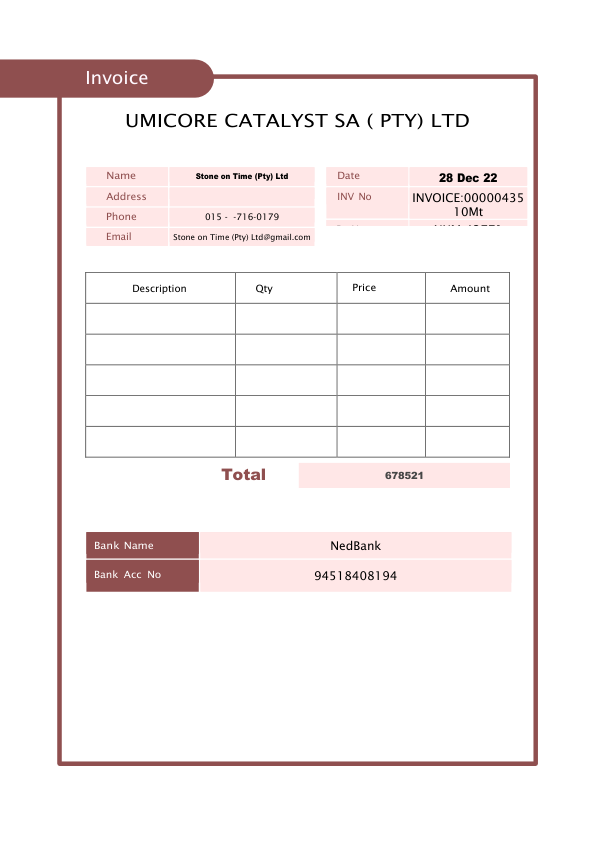 Invoice
UMICORE CATALYST SA ( PTY) LTD
Name Stone on Time (Pty) Ltd
Address
Phone 015 - -716-0179
Email Stone on Time (Pty) Ltd@gmail.com
Date 28 Dec 22
INV No INVOICE:00000435
10Mt
Description Qty Price Amount
Total 678521
Bank Name NedBank
Bank Acc No 94518408194